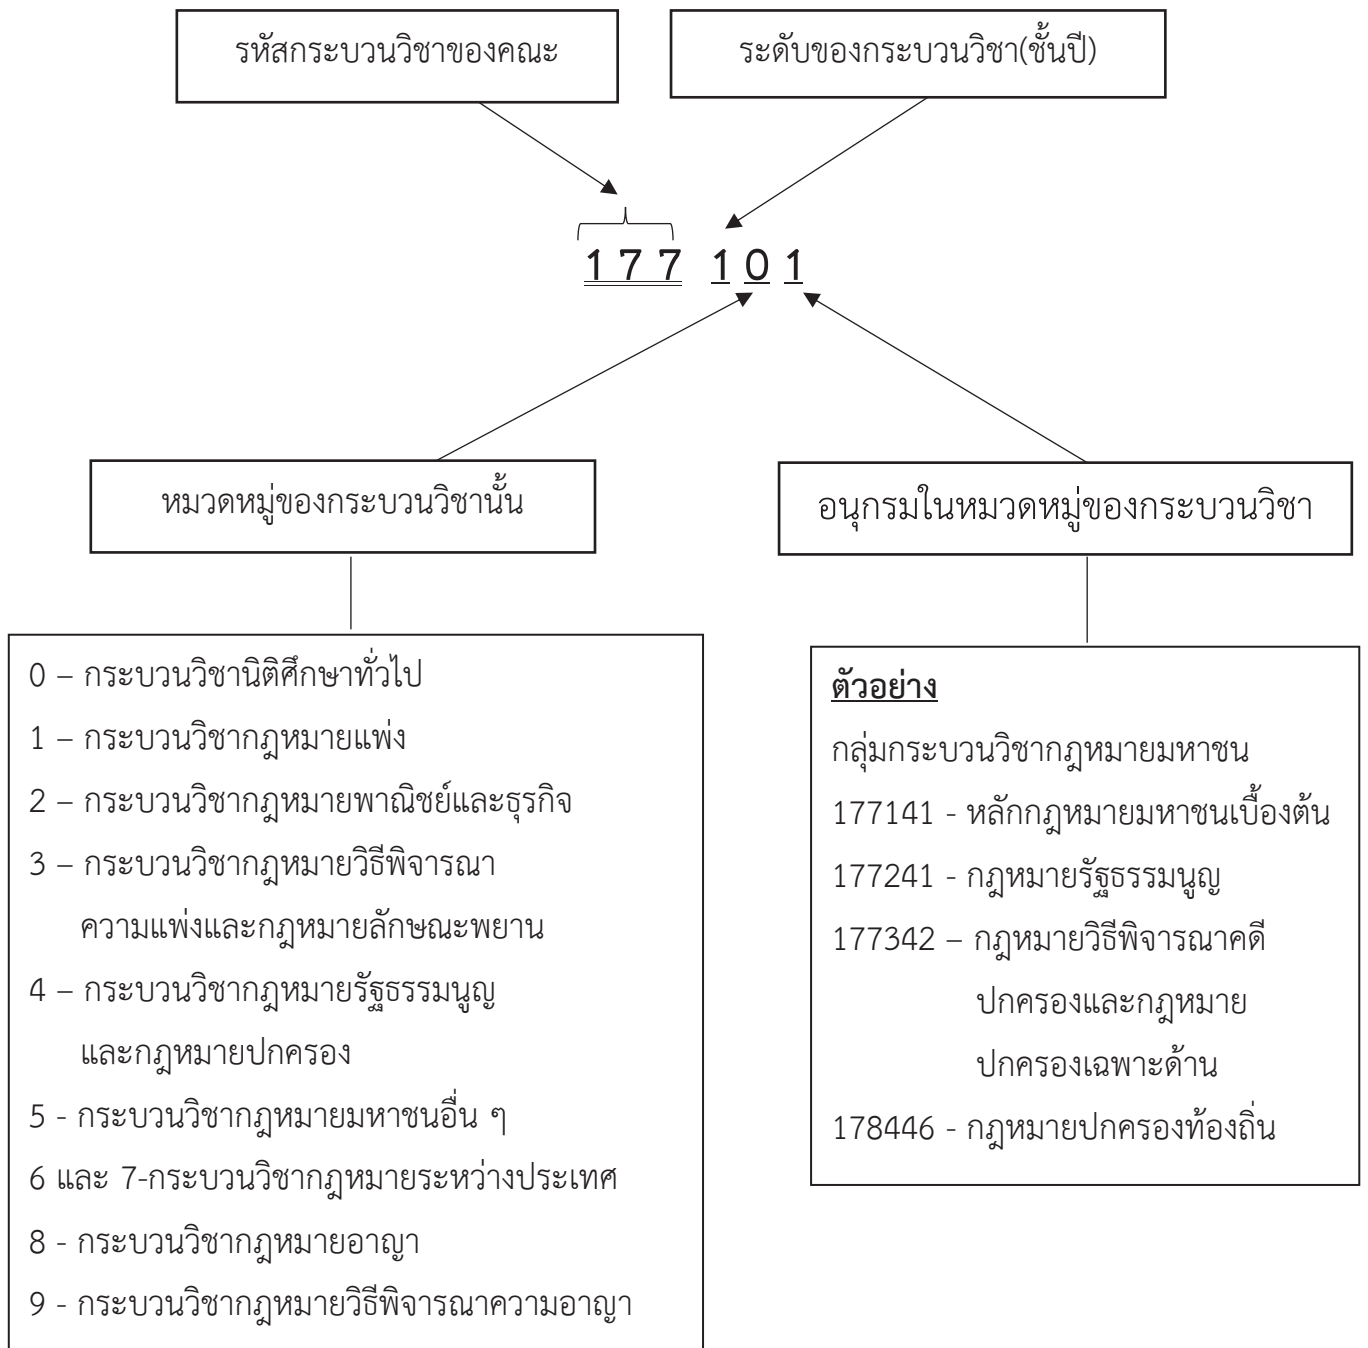 รหัสกระบวนวิชาของคณะ
ระดับของกระบวนวิชา(ชั้นปี)
177 101
หมวดหมู่ของกระบวนวิชานั้น
อนุกรมในหมวดหมู่ของกระบวนวิชา
0 – กระบวนวิชานิติศึกษาทั่วไป
1 – กระบวนวิชากฎหมายแพ่ง
2 – กระบวนวิชากฎหมายพาณิชย์และธุรกิจ
3 – กระบวนวิชากฎหมายวิธีพิจารณา
ความแพ่งและกฎหมายลักษณะพยาน
4 – กระบวนวิชากฎหมายรัฐธรรมนูญ
และกฎหมายปกครอง
5 - กระบวนวิชากฎหมายมหาชนอื่น ๆ
6 และ 7-กระบวนวิชากฎหมายระหว่างประเทศ
8 - กระบวนวิชากฎหมายอาญา
9 - กระบวนวิชากฎหมายวิธีพิจารณาความอาญา
ตัวอย่าง
กลุ่มกระบวนวิชากฎหมายมหาชน
177141 - หลักกฎหมายมหาชนเบื้องต้น
177241 - กฎหมายรัฐธรรมนูญ
177342 – กฎหมายวิธีพิจารณาคดี
ปกครองและกฎหมาย
ปกครองเฉพาะด้าน
178446 - กฎหมายปกครองท้องถิ่น